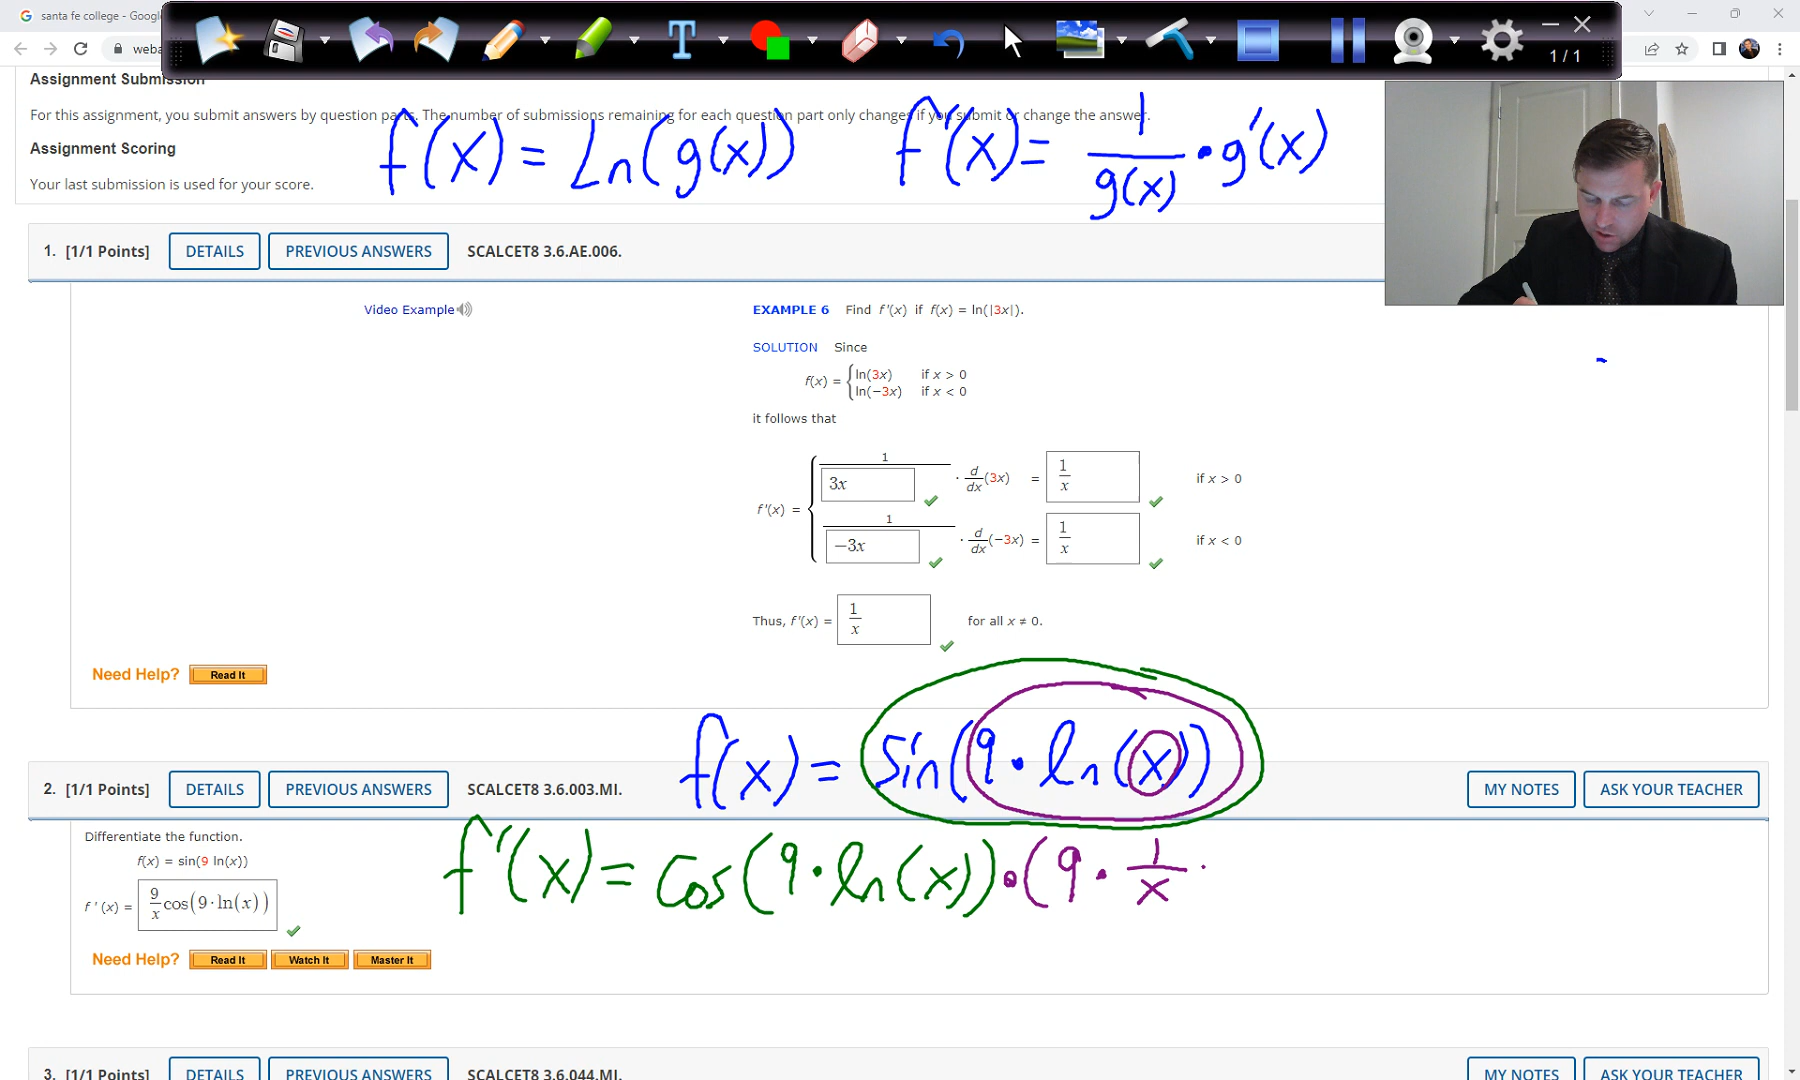 santa fe college - Googl
weba
1 / 1
Assignment Submission
For this assignment, you submit answers by question parts. The number of submissions remaining for each question part only changes if you submit or change the answer.
f(x) = Ln(g(x))
f'(x) = 1/g(x) • g'(x)
Assignment Scoring
Your last submission is used for your score.
1. [1/1 Points] DETAILS PREVIOUS ANSWERS SCALCET8 3.6.AE.006.
Video Example
EXAMPLE 6 Find f'(x) if f(x) = ln(|3x|).
SOLUTION Since
f(x) = { ln(3x) if x > 0
ln(−3x) if x < 0
it follows that
f'(x) = { 1/3x · d/dx (3x) = 1/x if x > 0
1/−3x · d/dx (−3x) = 1/x if x < 0
Thus, f'(x) = 1/x for all x ≠ 0.
Need Help? Read It
f(x) = sin(9 • ln(x))
2. [1/1 Points] DETAILS PREVIOUS ANSWERS SCALCET8 3.6.003.MI. MY NOTES ASK YOUR TEACHER
Differentiate the function.
f(x) = sin(9 ln(x))
f'(x) = 9/x cos(9·ln(x))
f'(x) = cos(9 • ln(x)) • (9 • 1/x ·
Need Help? Read It Watch It Master It
3. [1/1 Points] DETAILS PREVIOUS ANSWERS SCALCET8 3.6.044.MI. MY NOTES ASK YOUR TEACHER